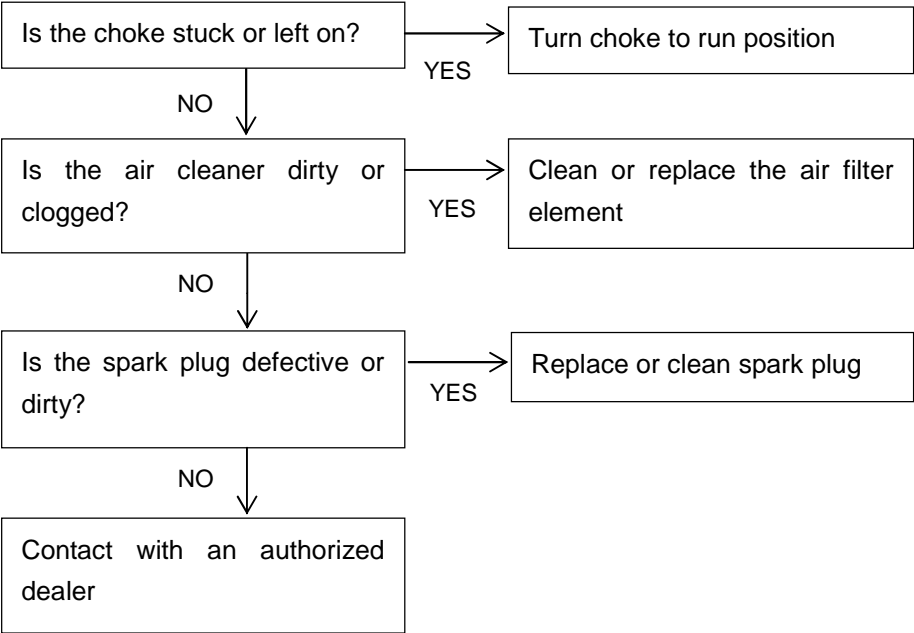 Is the choke stuck or left on?
YES
Turn choke to run position
NO
Is the air cleaner dirty or
clogged?
YES
Clean or replace the air filter
element
NO
Is the spark plug defective or
dirty?
YES
Replace or clean spark plug
NO
Contact with an authorized
dealer